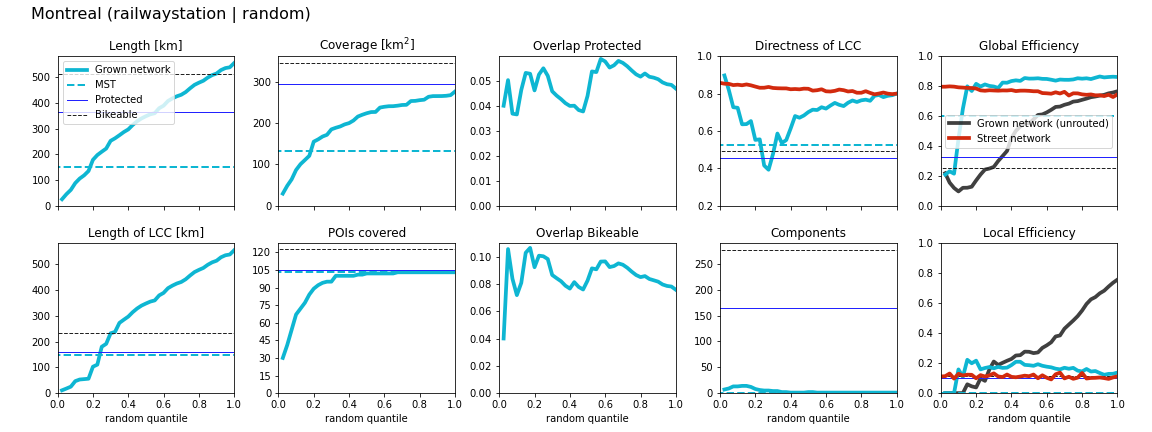 Montreal (railwaystation | random)
Length [km]
Coverage [km²]
Overlap Protected
Directness of LCC
Global Efficiency
500
400
300
200
100
0
Grown network
MST
Protected
Bikeable
300
200
100
0
0.05
0.04
0.03
0.02
0.01
0.00
1.0
0.8
0.6
0.4
0.2
1.0
0.8
0.6
0.4
0.2
0.0
Grown network (unrouted)
Street network
Length of LCC [km]
POIs covered
Overlap Bikeable
Components
Local Efficiency
500
400
300
200
100
0
0.0 0.2 0.4 0.6 0.8 1.0
random quantile
120
105
90
75
60
45
30
15
0.0 0.2 0.4 0.6 0.8 1.0
random quantile
0.10
0.08
0.06
0.04
0.02
0.00
0.0 0.2 0.4 0.6 0.8 1.0
random quantile
250
200
150
100
50
0
0.0 0.2 0.4 0.6 0.8 1.0
random quantile
1.0
0.8
0.6
0.4
0.2
0.0
0.0 0.2 0.4 0.6 0.8 1.0
random quantile